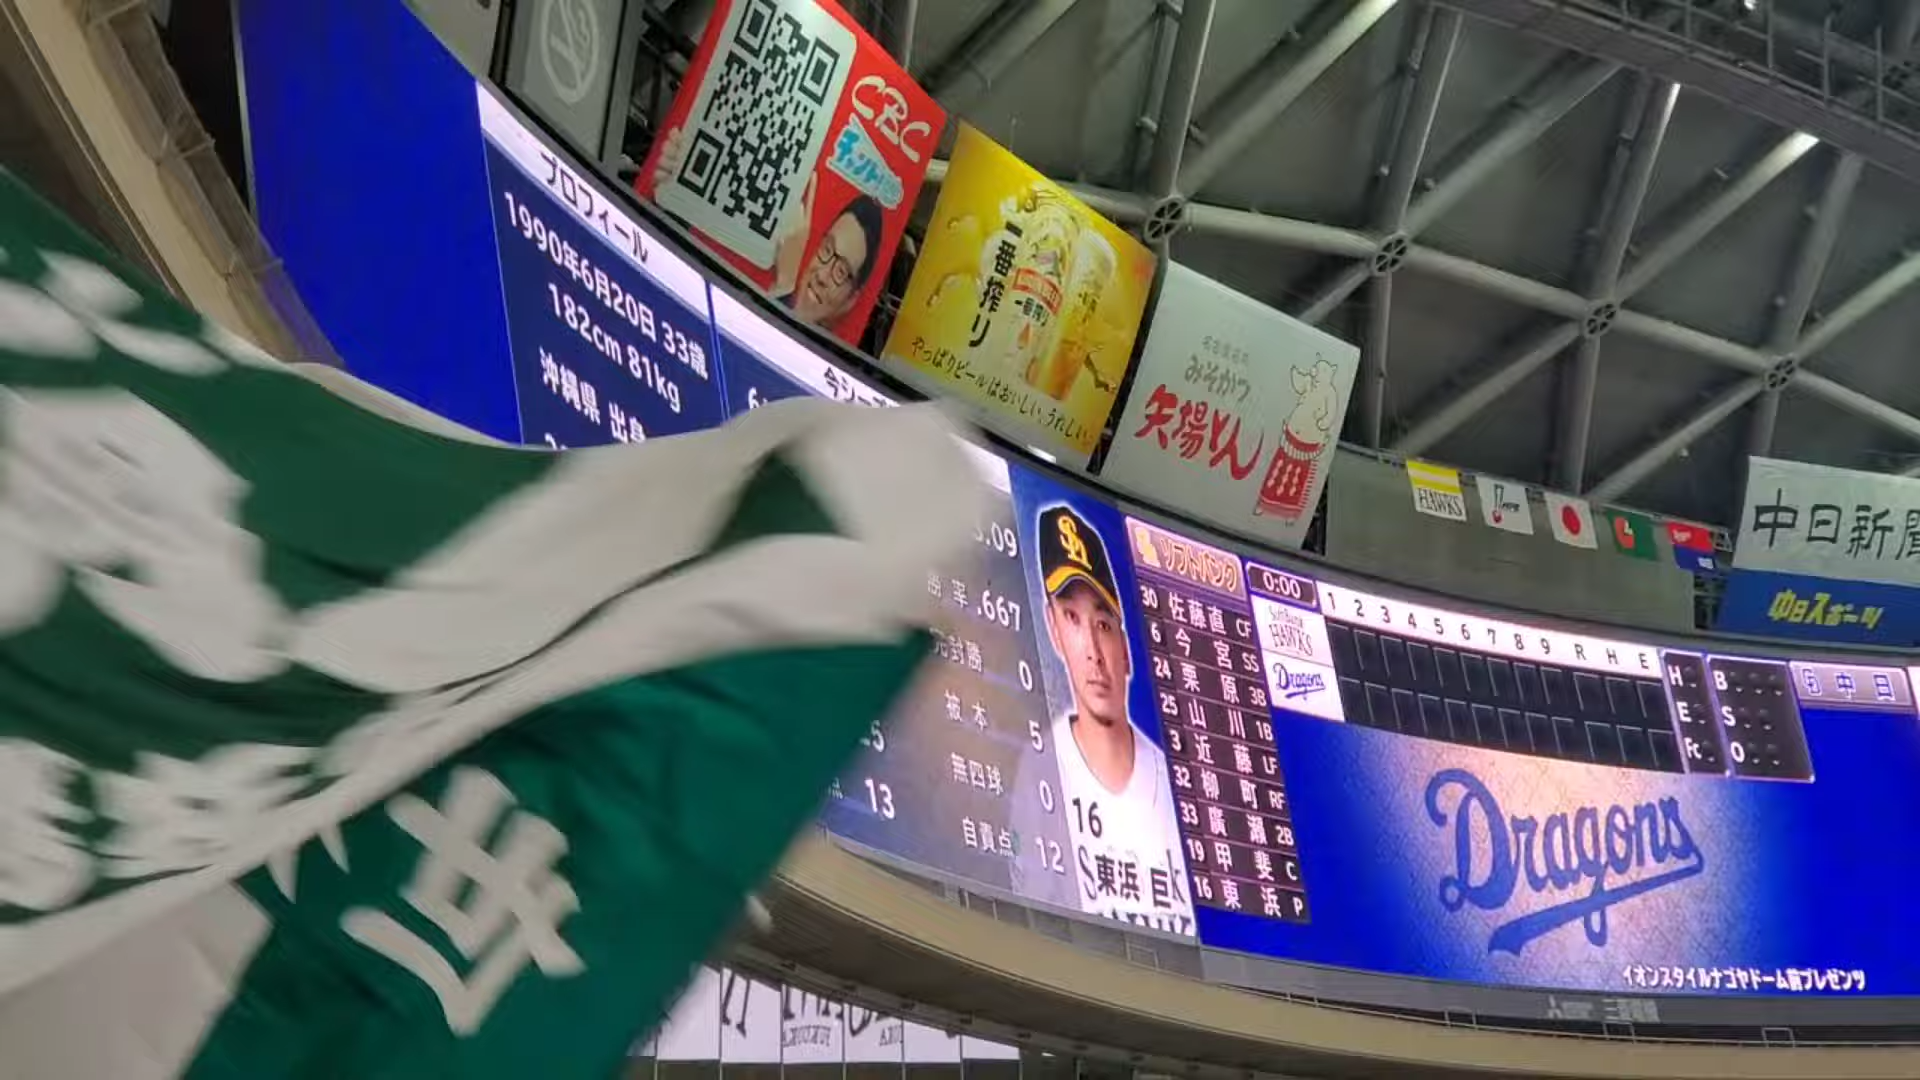 CBC
チャント!
一番搾り
一番搾り
やっぱりビールはおいしい。うれしい。
名古屋名物
みそかつ
矢場とん
HAWKS
中日新聞
中日スポーツ
プロフィール
1990年6月20日 33歳
182cm 81kg
沖縄県 出身
勝率 .667
完封勝 0
被本 5
無四球 0
13
自責点 12
16
東浜 巨
ソフトバンク
30 佐藤直 CF
6 今宮 SS
24 栗原 3B
25 山川 1B
3 近藤 LF
32 柳町 RF
33 廣瀬 2B
19 甲斐 C
16 東浜 P
0:00
1 2 3 4 5 6 7 8 9 R H E
SoftBank HAWKS
Dragons
H
E
Fc
B
S
O
中日
Dragons
イオンスタイルナゴヤドーム前プレゼンツ